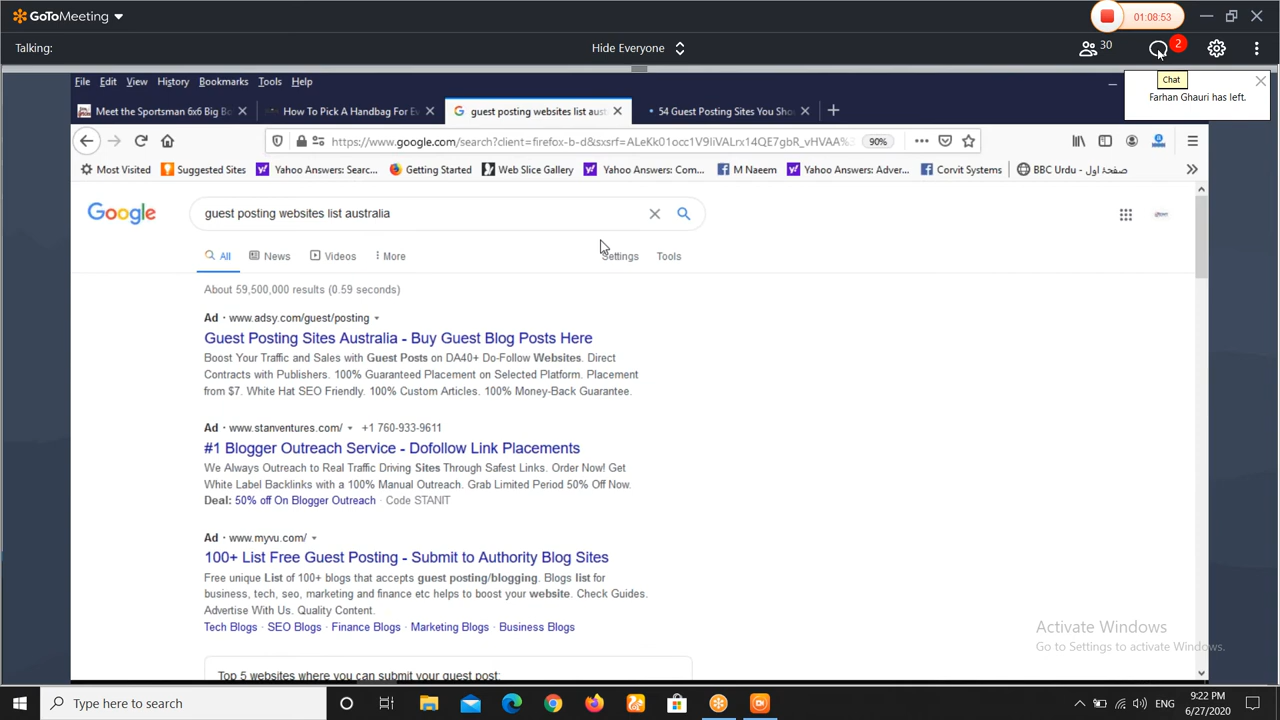 GoToMeeting
01:08:53
Talking:
Hide Everyone
30
2
Chat
Farhan Ghauri has left.
File Edit View History Bookmarks Tools Help
Meet the Sportsman 6x6 Big Bo
How To Pick A Handbag For Ev
guest posting websites list aust
54 Guest Posting Sites You Shou
https://www.google.com/search?client=firefox-b-d&sxsrf=ALeKk01occ1V9IiVALrx14QE7gbR_vHVAA%
90%
Most Visited
Suggested Sites
Yahoo Answers: Searc...
Getting Started
Web Slice Gallery
Yahoo Answers: Com...
M Naeem
Yahoo Answers: Adver...
Corvit Systems
BBC Urdu - صفحۂ اول
Google
guest posting websites list australia
All
News
Videos
More
Settings
Tools
About 59,500,000 results (0.59 seconds)
Ad · www.adsy.com/guest/posting
Guest Posting Sites Australia - Buy Guest Blog Posts Here
Boost Your Traffic and Sales with Guest Posts on DA40+ Do-Follow Websites. Direct
Contracts with Publishers. 100% Guaranteed Placement on Selected Platform. Placement
from $7. White Hat SEO Friendly. 100% Custom Articles. 100% Money-Back Guarantee.
Ad · www.stanventures.com/ +1 760-933-9611
#1 Blogger Outreach Service - Dofollow Link Placements
We Always Outreach to Real Traffic Driving Sites Through Safest Links. Order Now! Get
White Label Backlinks with a 100% Manual Outreach. Grab Limited Period 50% Off Now.
Deal: 50% off On Blogger Outreach · Code STANIT
Ad · www.myvu.com/
100+ List Free Guest Posting - Submit to Authority Blog Sites
Free unique List of 100+ blogs that accepts guest posting/blogging. Blogs list for
business, tech, seo, marketing and finance etc helps to boost your website. Check Guides.
Advertise With Us. Quality Content.
Tech Blogs · SEO Blogs · Finance Blogs · Marketing Blogs · Business Blogs
Top 5 websites where you can submit your guest post:
Activate Windows
Go to Settings to activate Windows.
Type here to search
ENG
9:22 PM
6/27/2020